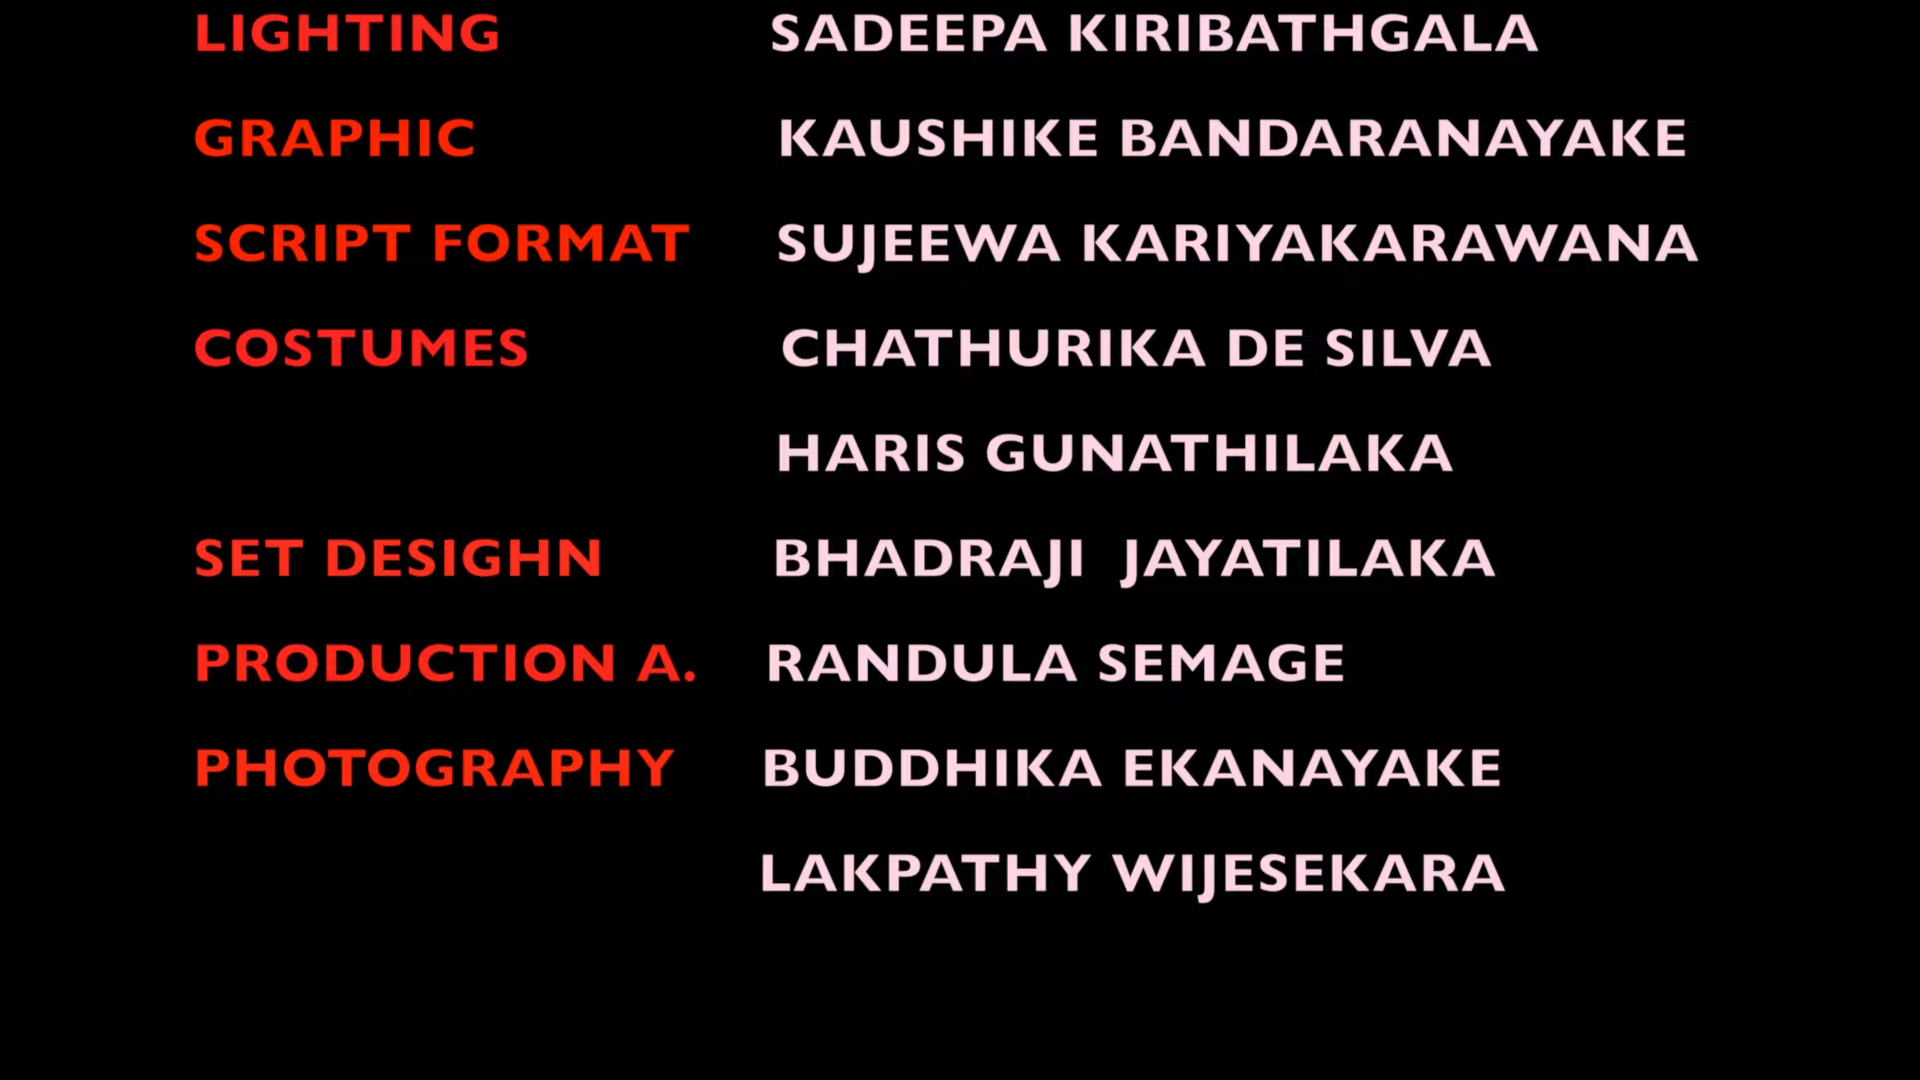 LIGHTING SADEEPA KIRIBATHGALA
GRAPHIC KAUSHIKE BANDARANAYAKE
SCRIPT FORMAT SUJEEWA KARIYAKARAWANA
COSTUMES CHATHURIKA DE SILVA
HARIS GUNATHILAKA
SET DESIGHN BHADRAJI JAYATILAKA
PRODUCTION A. RANDULA SEMAGE
PHOTOGRAPHY BUDDHIKA EKANAYAKE
LAKPATHY WIJESEKARA